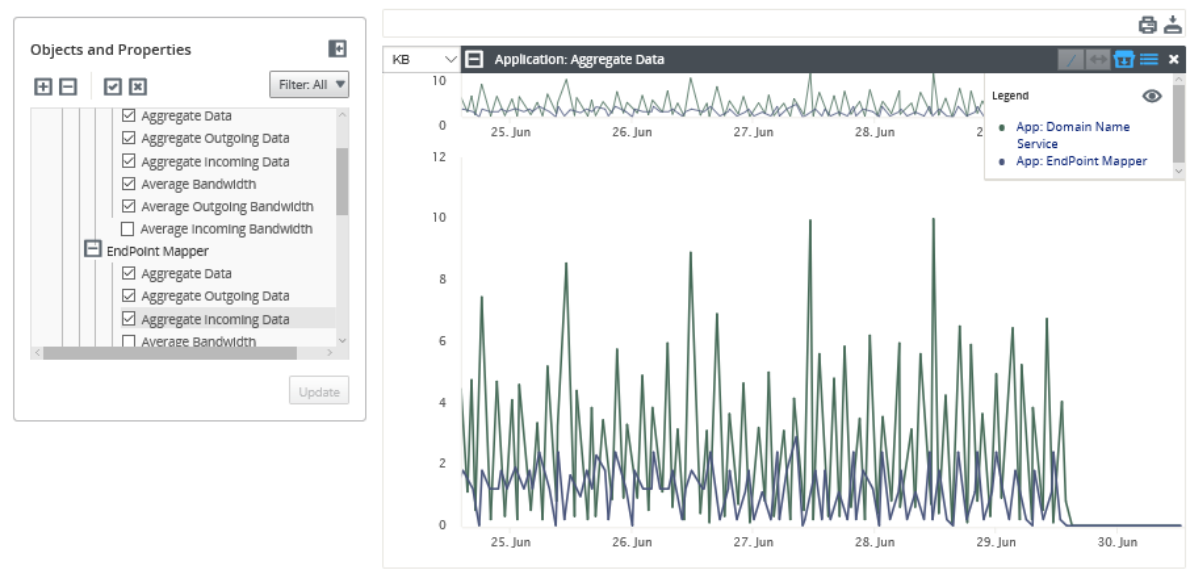 Objects and Properties
Filter: All
Aggregate Data
Aggregate Outgoing Data
Aggregate Incoming Data
Average Bandwidth
Average Outgoing Bandwidth
Average Incoming Bandwidth
EndPoint Mapper
Aggregate Data
Aggregate Outgoing Data
Aggregate Incoming Data
Average Bandwidth
Update
KB
Application: Aggregate Data
10
0
25. Jun
26. Jun
27. Jun
28. Jun
2
Legend
App: Domain Name
Service
App: EndPoint Mapper
12
10
8
6
4
2
0
25. Jun
26. Jun
27. Jun
28. Jun
29. Jun
30. Jun